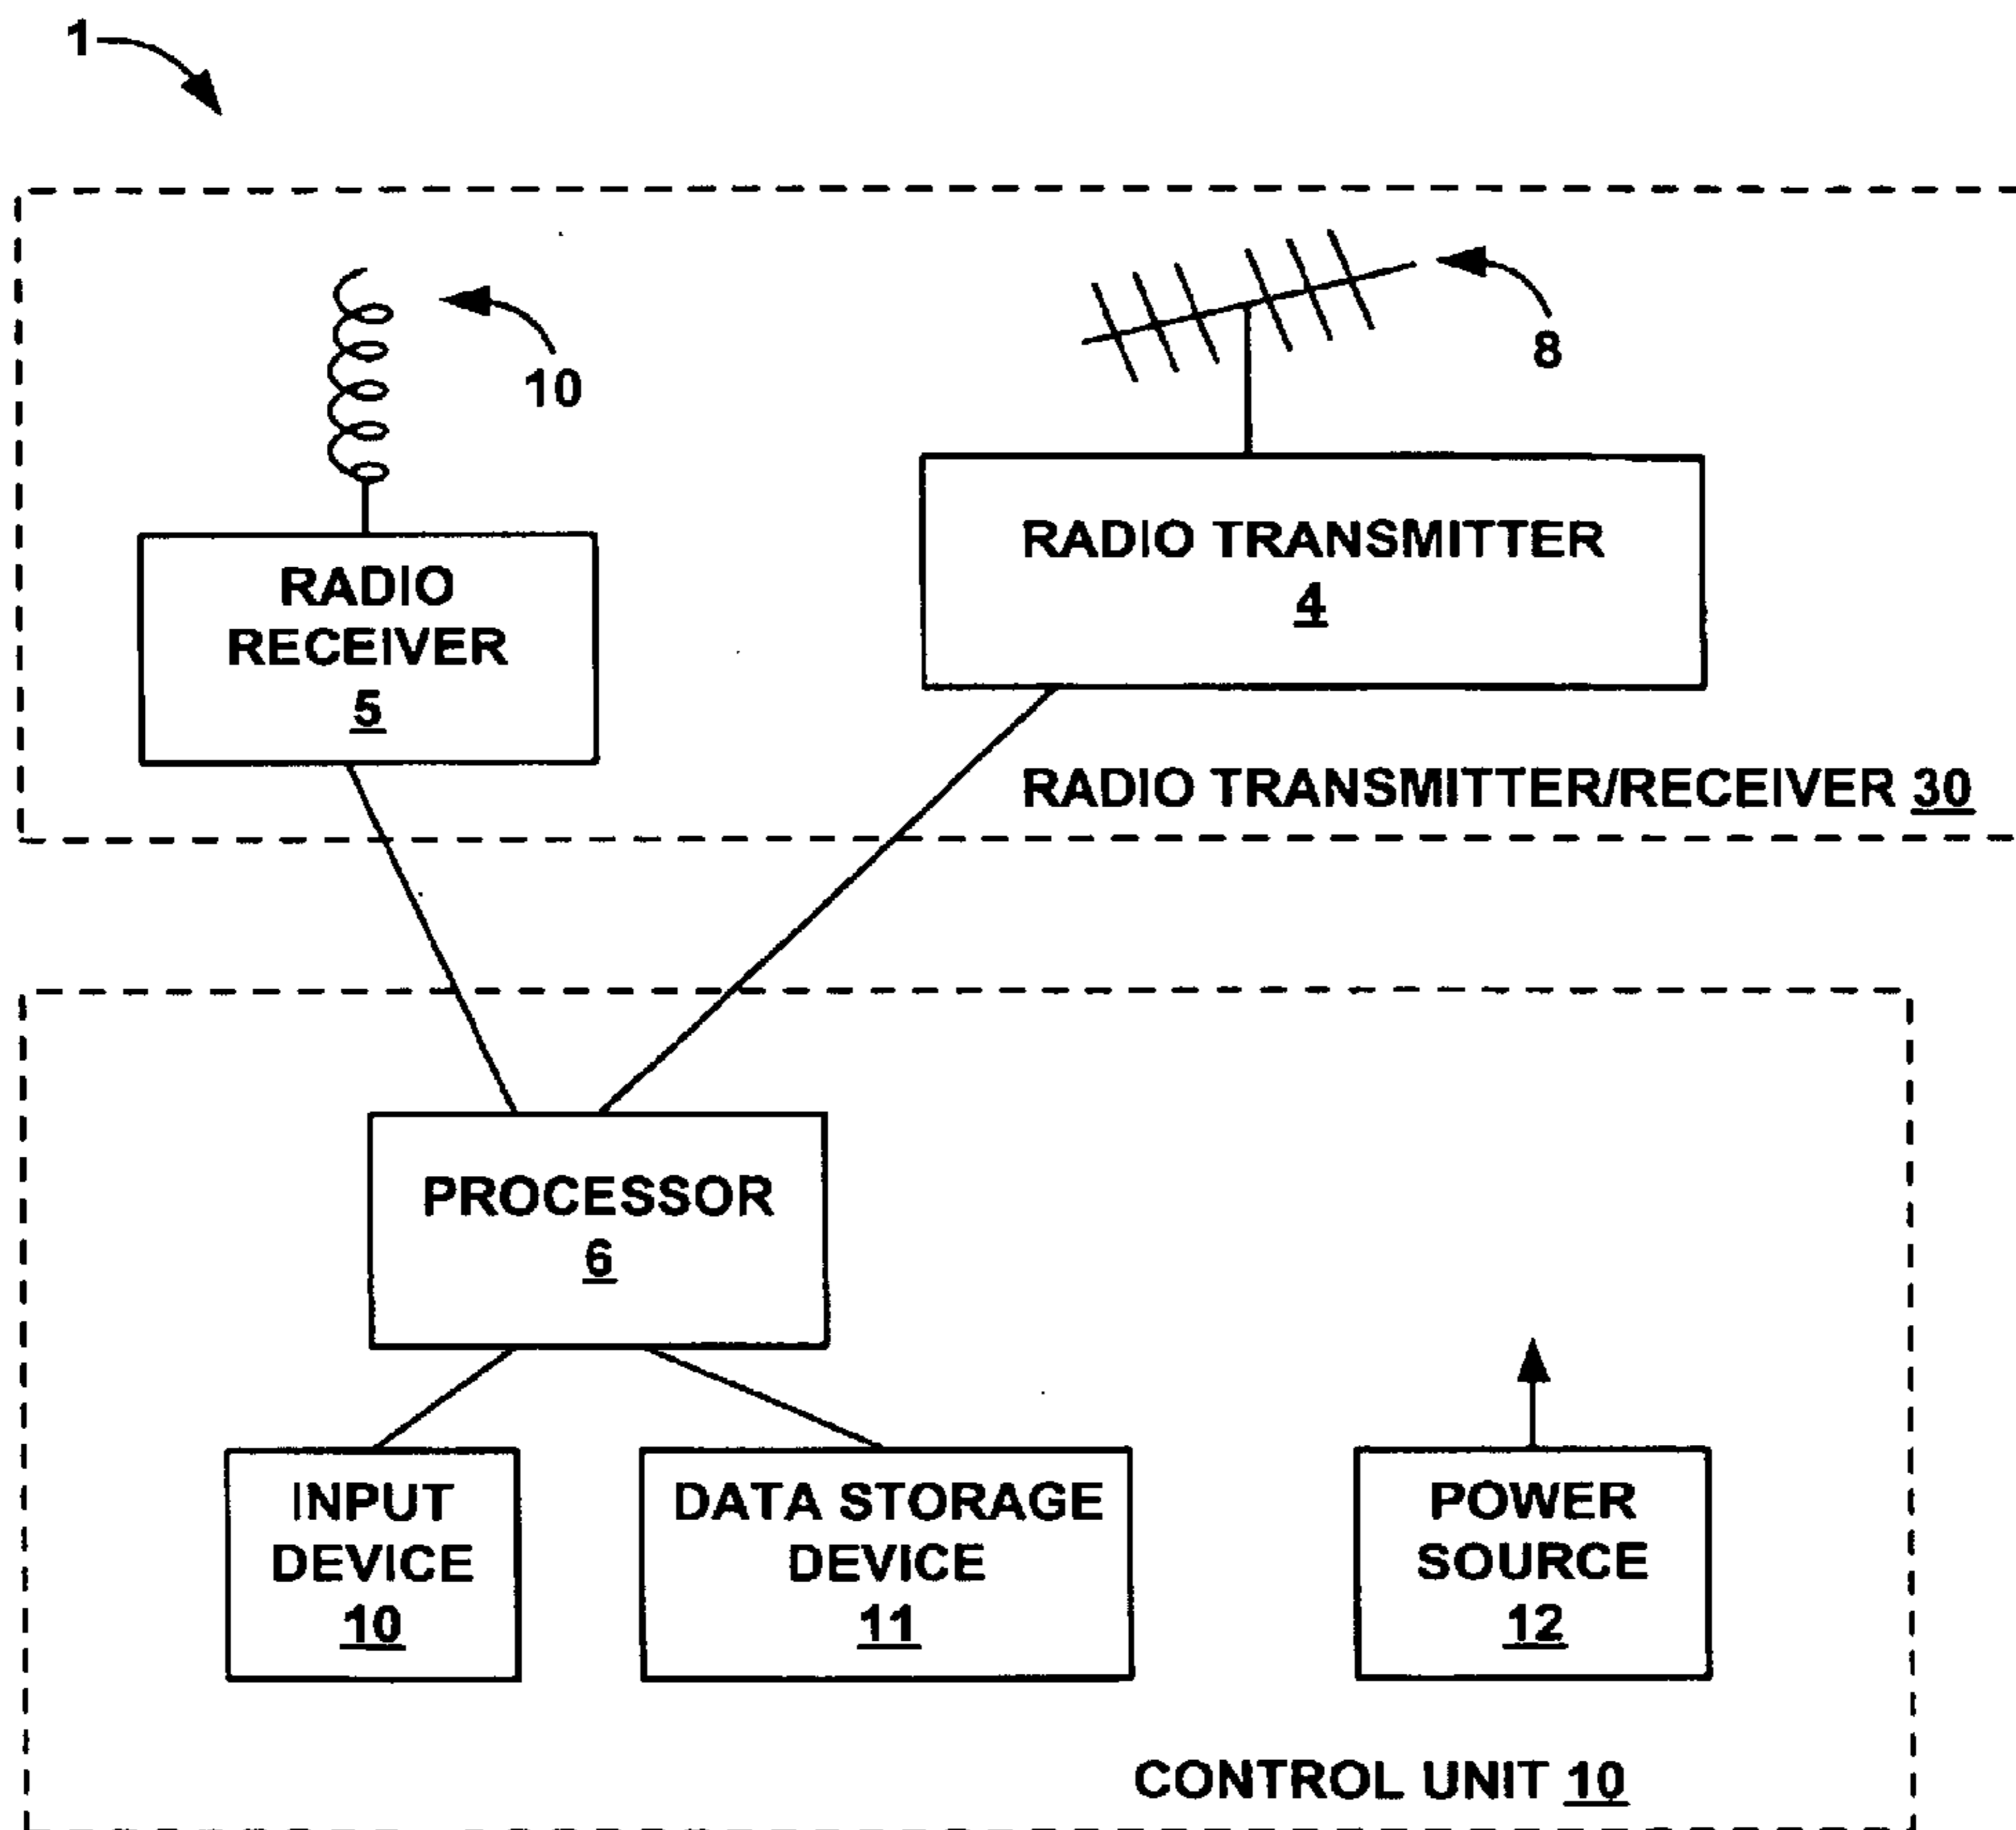 1
10
8
RADIO
RECEIVER
5
RADIO TRANSMITTER
4
RADIO TRANSMITTER/RECEIVER 30
PROCESSOR
6
INPUT
DEVICE
10
DATA STORAGE
DEVICE
11
POWER
SOURCE
12
CONTROL UNIT 10